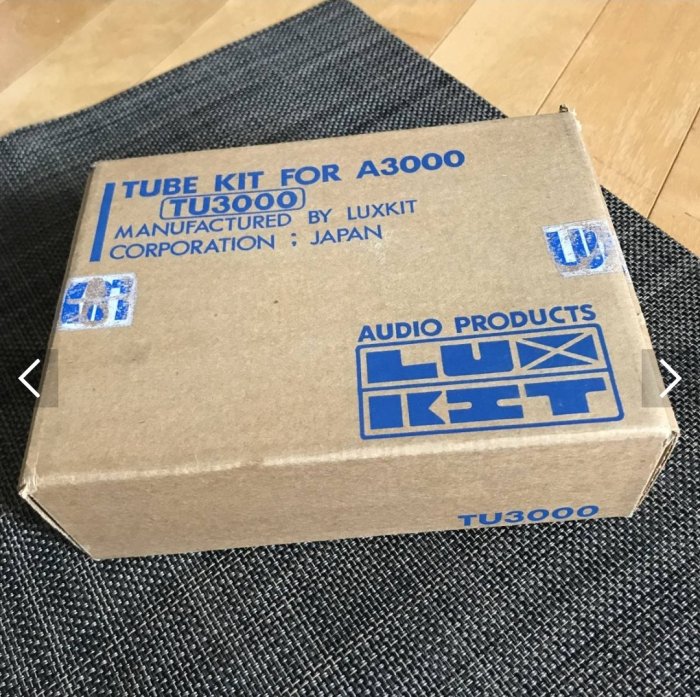 TUBE KIT FOR A3000
TU3000
MANUFACTURED BY LUXKIT
CORPORATION ; JAPAN
AUDIO PRODUCTS
LUX
KIT
TU3000